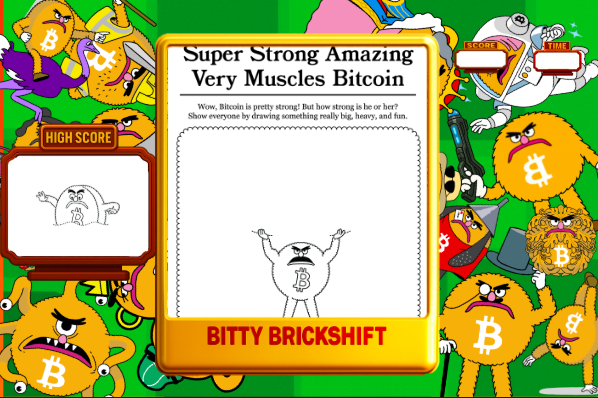 Super Strong Amazing
Very Muscles Bitcoin
Wow, Bitcoin is pretty strong! But how strong is he or her?
Show everyone by drawing something really big, heavy, and fun.
SCORE
TIME
HIGH SCORE
BITTY BRICKSHIFT